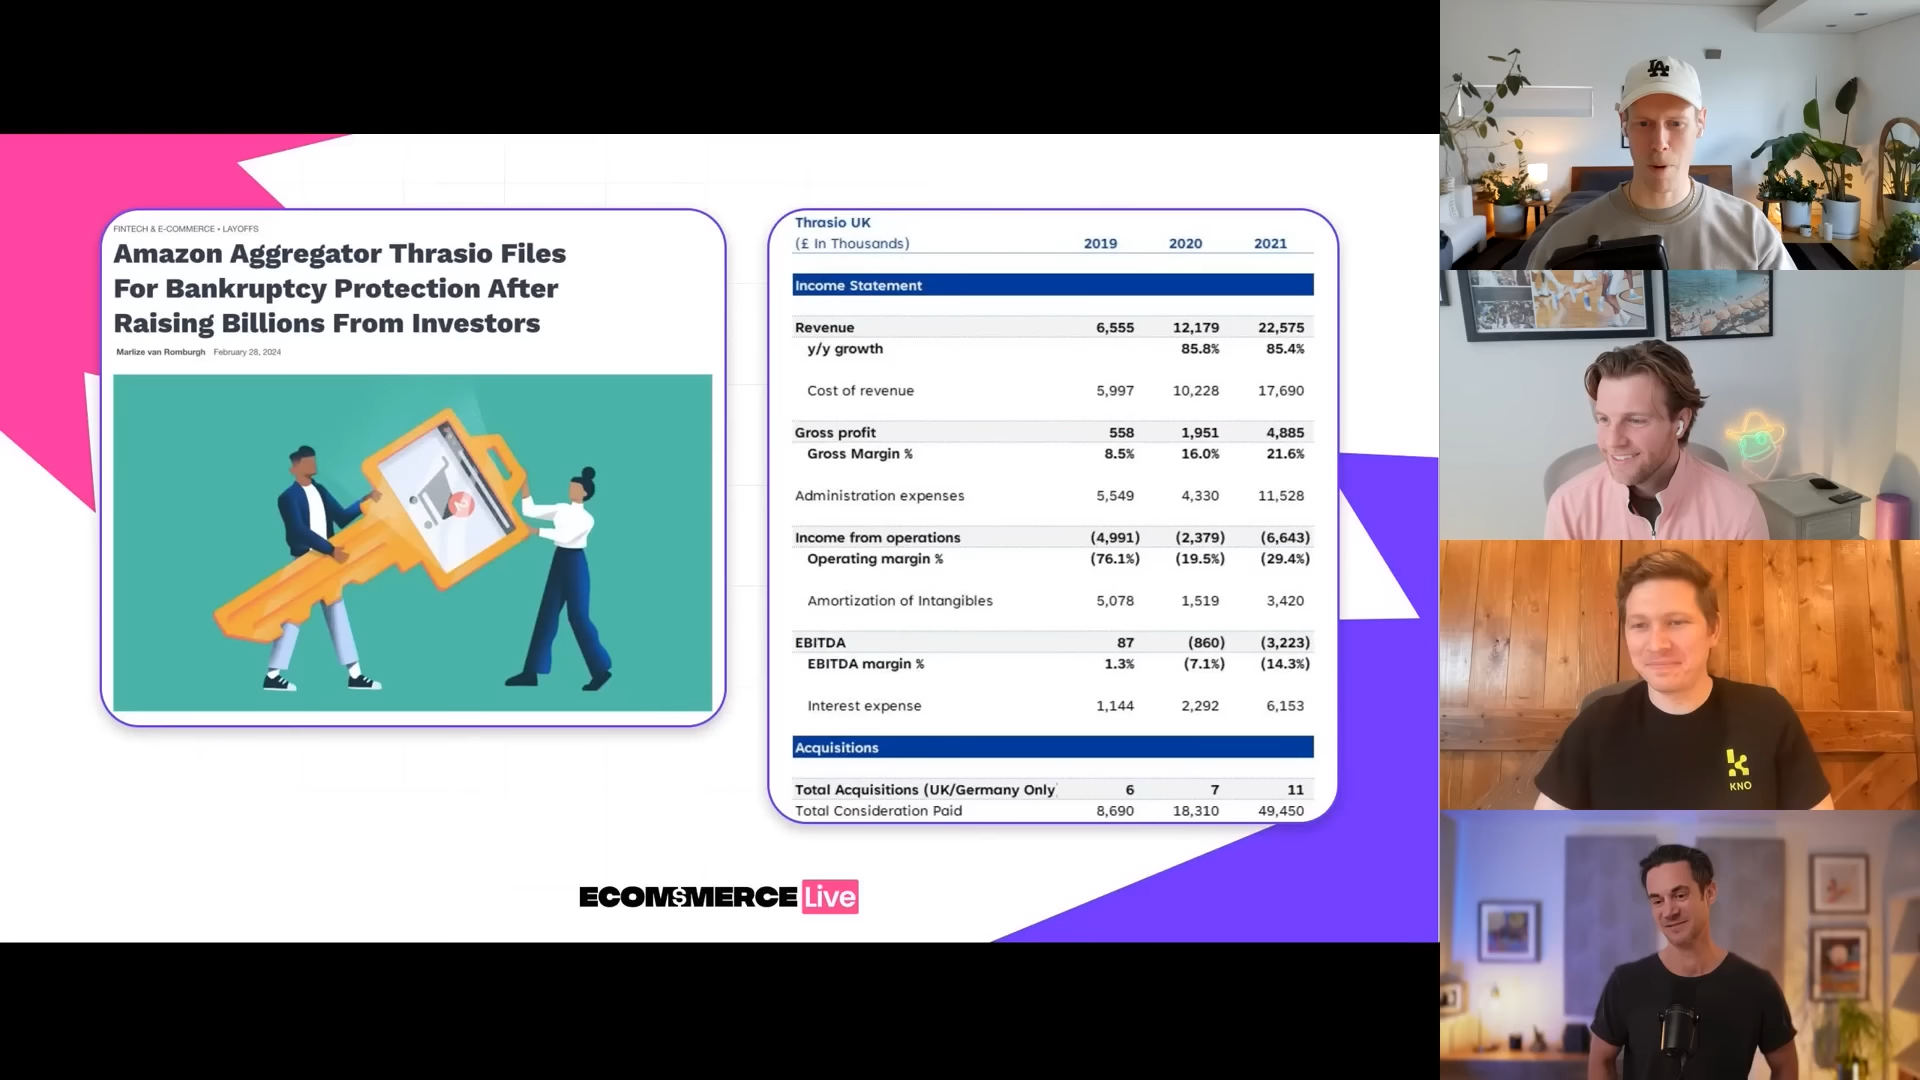 FINTECH & E-COMMERCE • LAYOFFS
Amazon Aggregator Thrasio Files
For Bankruptcy Protection After
Raising Billions From Investors
Marlize van Romburgh February 28, 2024
Thrasio UK
(£ In Thousands) 2019 2020 2021
Income Statement
Revenue 6,555 12,179 22,575
y/y growth 85.8% 85.4%
Cost of revenue 5,997 10,228 17,690
Gross profit 558 1,951 4,885
Gross Margin % 8.5% 16.0% 21.6%
Administration expenses 5,549 4,330 11,528
Income from operations (4,991) (2,379) (6,643)
Operating margin % (76.1%) (19.5%) (29.4%)
Amortization of Intangibles 5,078 1,519 3,420
EBITDA 87 (860) (3,223)
EBITDA margin % 1.3% (7.1%) (14.3%)
Interest expense 1,144 2,292 6,153
Acquisitions
Total Acquisitions (UK/Germany Only) 6 7 11
Total Consideration Paid 8,690 18,310 49,450
ECOM$MERCE Live
LA
KNO